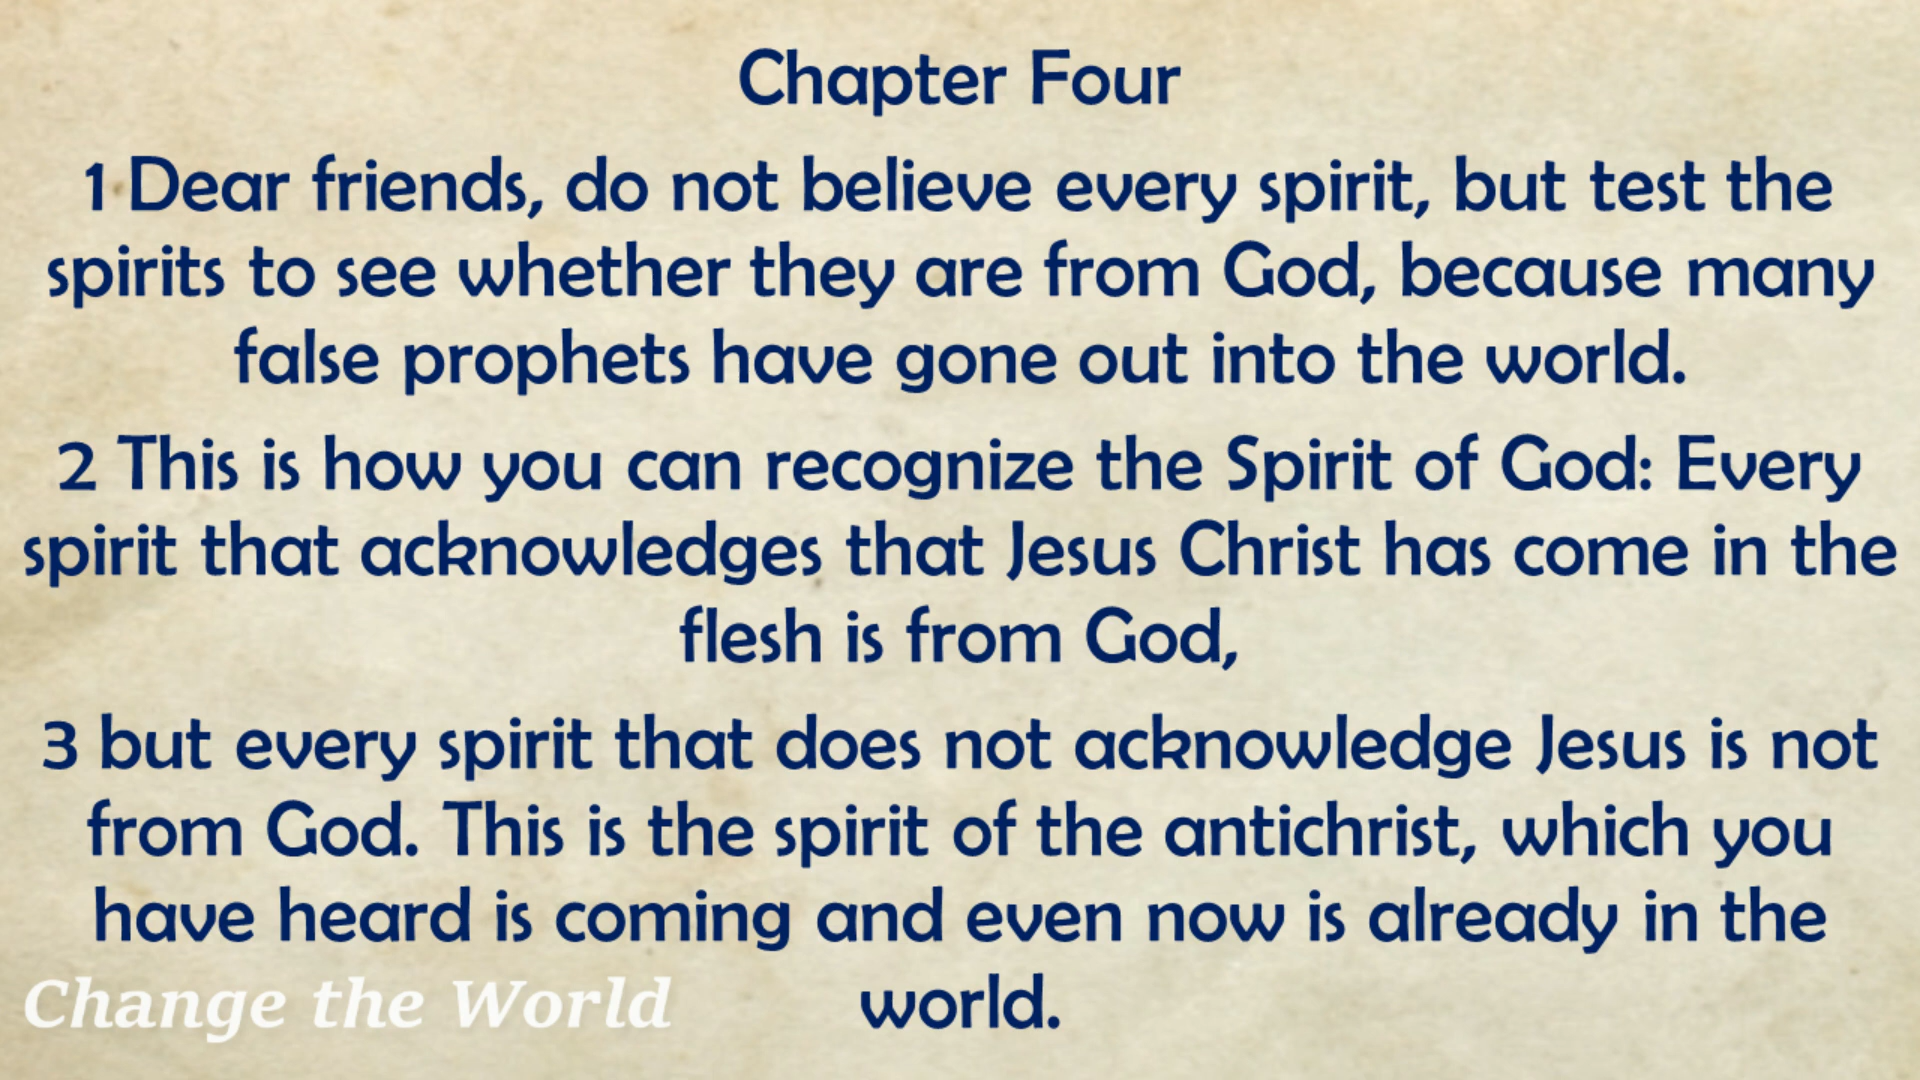 Chapter Four
1 Dear friends, do not believe every spirit, but test the
spirits to see whether they are from God, because many
false prophets have gone out into the world.
2 This is how you can recognize the Spirit of God: Every
spirit that acknowledges that Jesus Christ has come in the
flesh is from God,
3 but every spirit that does not acknowledge Jesus is not
from God. This is the spirit of the antichrist, which you
have heard is coming and even now is already in the
world.
Change the World